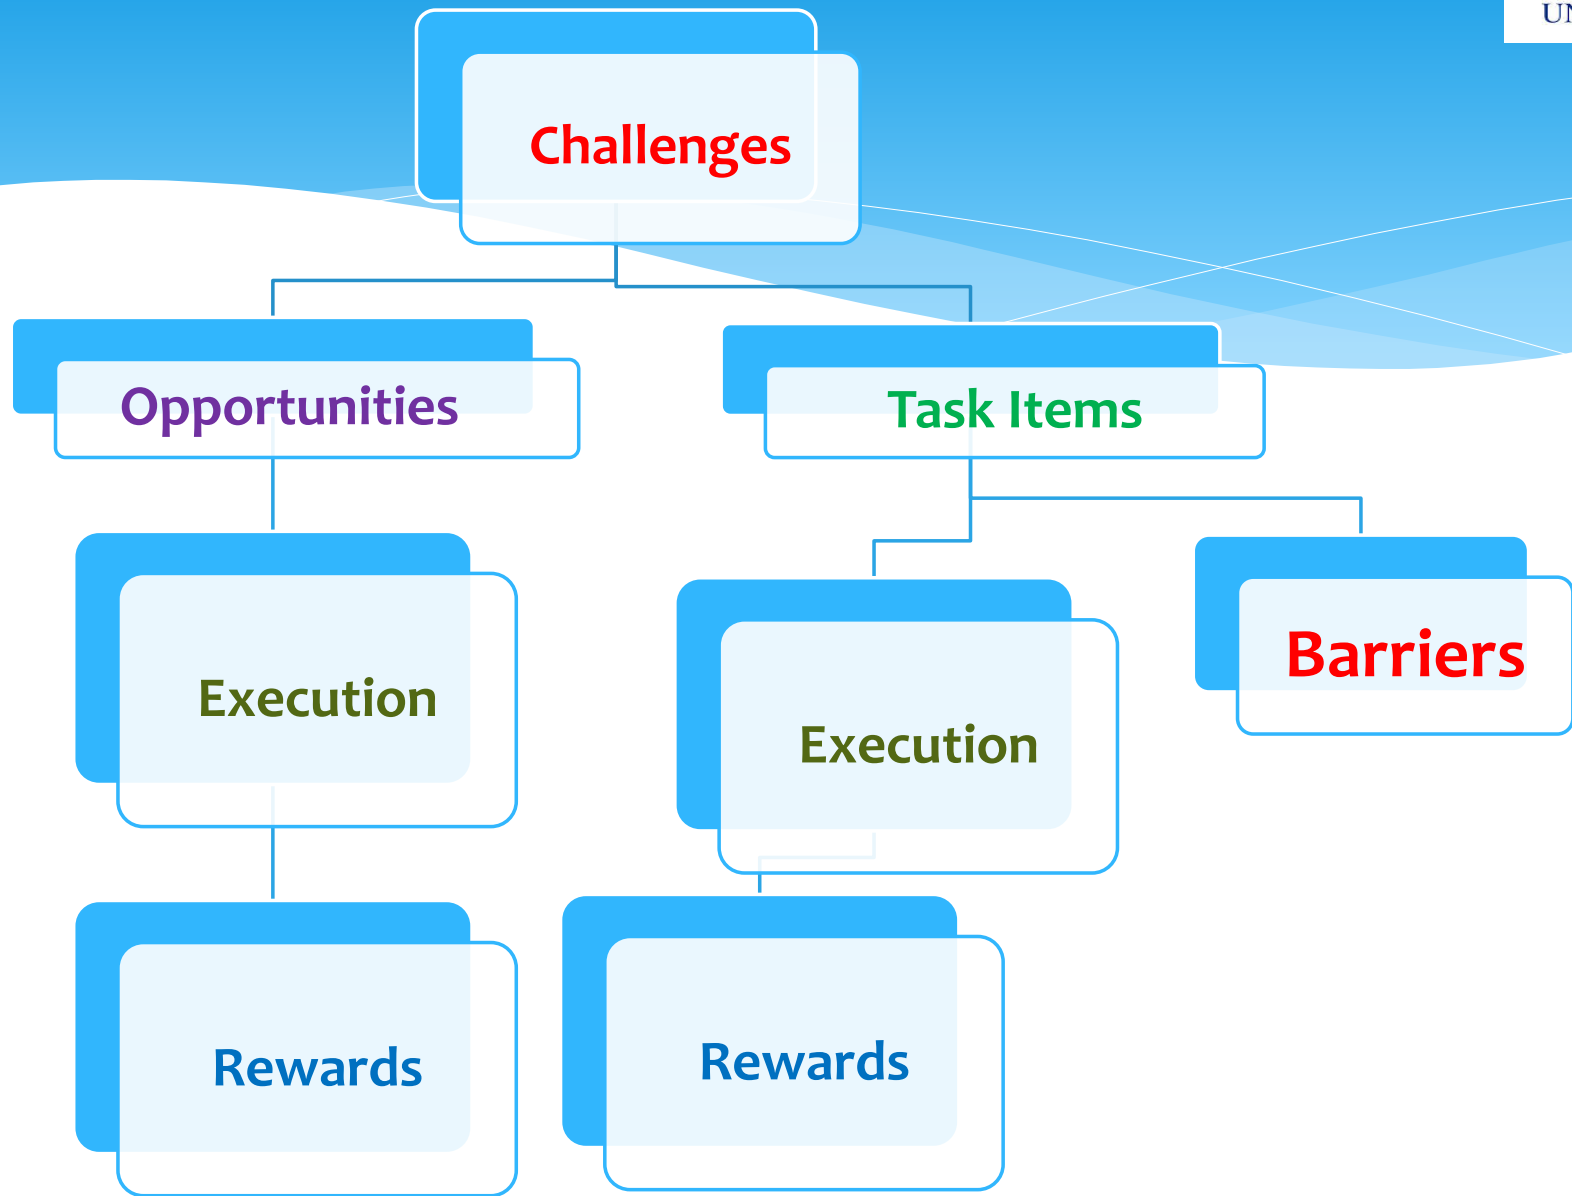 Challenges
Opportunities
Task Items
Execution
Execution
Barriers
Rewards
Rewards